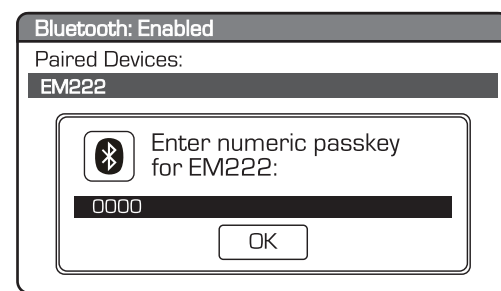 Bluetooth: Enabled
Paired Devices:
EM222
Enter numeric passkey
for EM222:
0000
OK